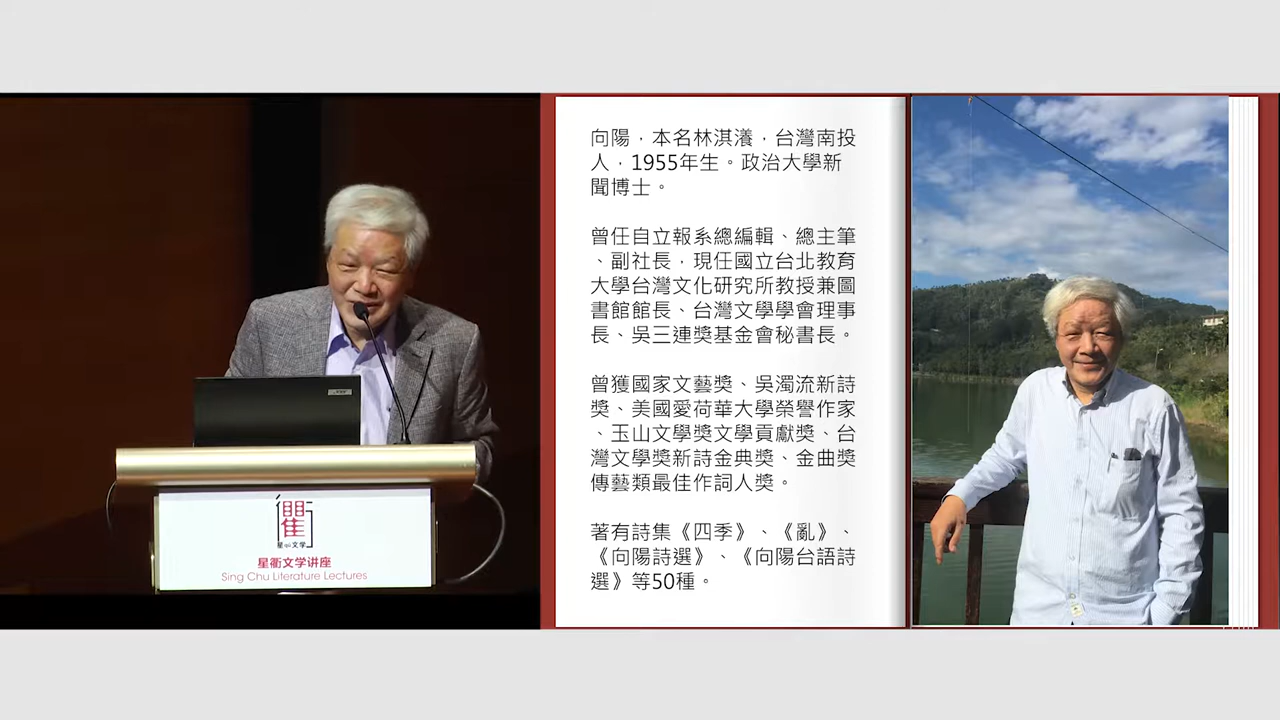 星衢文学
星衢文学讲座
Sing Chu Literature Lectures
向陽，本名林淇瀁，台灣南投
人，1955年生。政治大學新
聞博士。
曾任自立報系總編輯、總主筆
、副社長，現任國立台北教育
大學台灣文化研究所教授兼圖
書館館長、台灣文學學會理事
長、吳三連獎基金會秘書長。
曾獲國家文藝獎、吳濁流新詩
獎、美國愛荷華大學榮譽作家
、玉山文學獎文學貢獻獎、台
灣文學獎新詩金典獎、金曲獎
傳藝類最佳作詞人獎。
著有詩集《四季》、《亂》、
《向陽詩選》、《向陽台語詩
選》等50種。